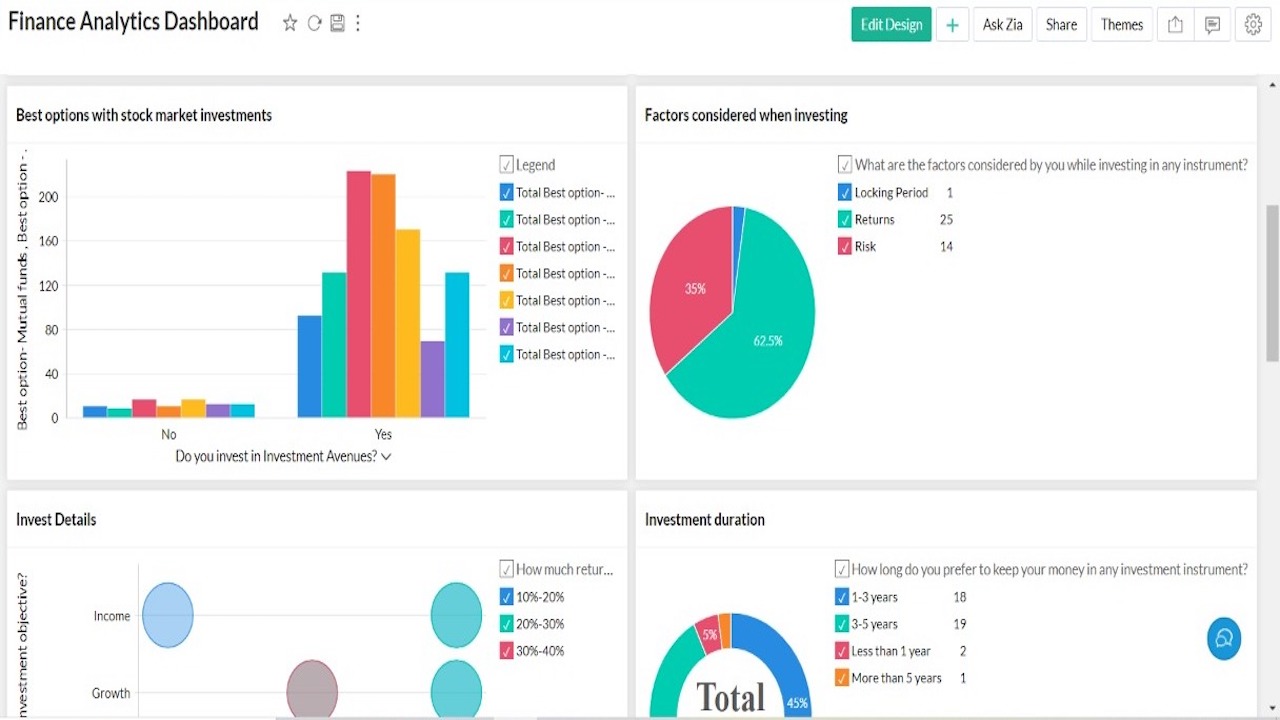 Finance Analytics Dashboard
Edit Design
+
Ask Zia
Share
Themes
Best options with stock market investments
Best option- Mutual funds , Best option - .
200
160
120
80
40
0
No
Yes
Do you invest in Investment Avenues?
Legend
Total Best option- ...
Total Best option -...
Total Best option -...
Total Best option -...
Total Best option -...
Total Best option -...
Total Best option -...
Factors considered when investing
35%
62.5%
What are the factors considered by you while investing in any instrument?
Locking Period 1
Returns 25
Risk 14
Invest Details
nvestment objective?
Income
Growth
How much retur...
10%-20%
20%-30%
30%-40%
Investment duration
5%
45%
Total
How long do you prefer to keep your money in any investment instrument?
1-3 years 18
3-5 years 19
Less than 1 year 2
More than 5 years 1